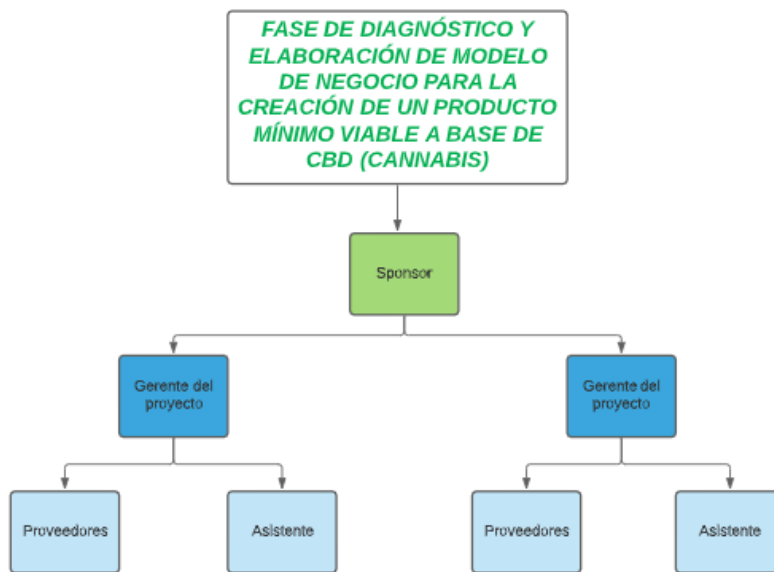 FASE DE DIAGNÓSTICO Y
ELABORACIÓN DE MODELO
DE NEGOCIO PARA LA
CREACIÓN DE UN PRODUCTO
MÍNIMO VIABLE A BASE DE
CBD (CANNABIS)
Sponsor
Gerente del
proyecto
Gerente del
proyecto
Proveedores
Asistente
Proveedores
Asistente